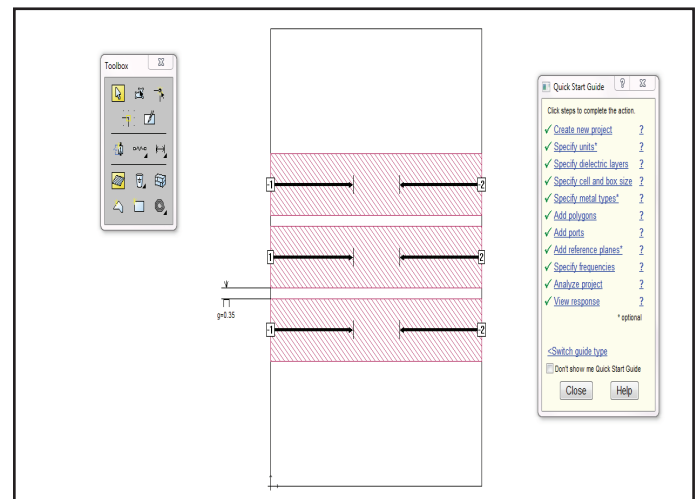 Toolbox
-1
-2
1
2
g=0.35
-1
-2
Quick Start Guide
Click steps to complete the action.
✓ Create new project ?
✓ Specify units* ?
✓ Specify dielectric layers ?
✓ Specify cell and box size ?
✓ Specify metal types* ?
✓ Add polygons ?
✓ Add ports ?
✓ Add reference planes* ?
✓ Specify frequencies ?
✓ Analyze project ?
✓ View response ?
* optional
<Switch guide type
Don't show me Quick Start Guide
Close Help